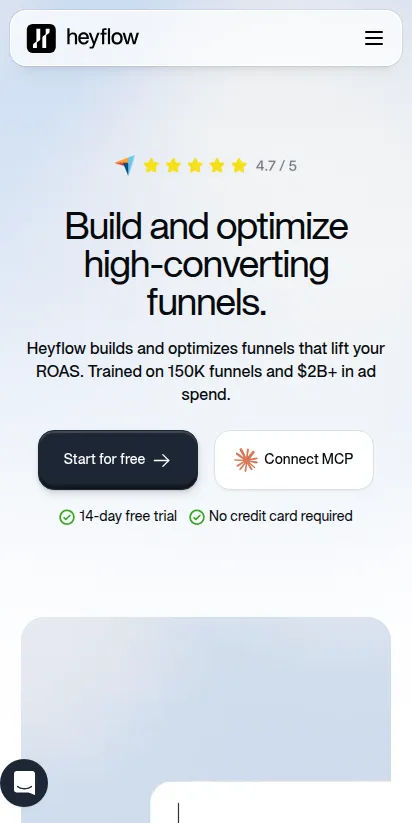 heyflow
4.7 / 5
Build and optimize
high-converting
funnels.
Heyflow builds and optimizes funnels that lift your
ROAS. Trained on 150K funnels and $2B+ in ad
spend.
Start for free
Connect MCP
14-day free trial
No credit card required